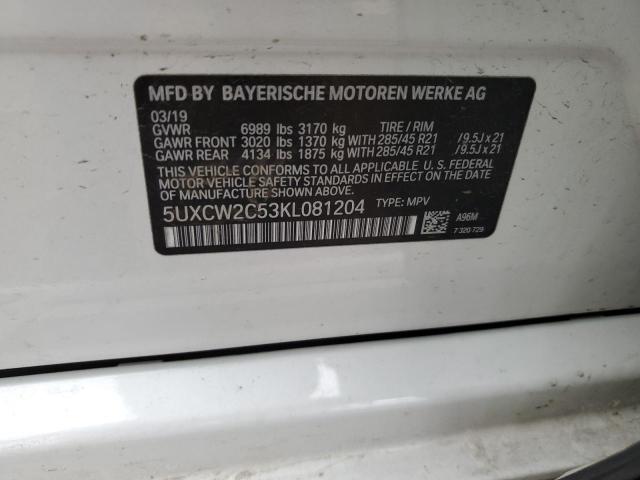 MFD BY BAYERISCHE MOTOREN WERKE AG
03/19
GVWR 6989 lbs 3170 kg TIRE / RIM
GAWR FRONT 3020 lbs 1370 kg WITH 285/45 R21 /9.5J x 21
GAWR REAR 4134 lbs 1875 kg WITH 285/45 R21 /9.5J x 21
THIS VEHICLE CONFORMS TO ALL APPLICABLE U. S. FEDERAL
MOTOR VEHICLE SAFETY STANDARDS IN EFFECT ON THE
DATE OF MANUFACTURE SHOWN ABOVE.
5UXCW2C53KL081204 TYPE: MPV
A96M
7 320 729